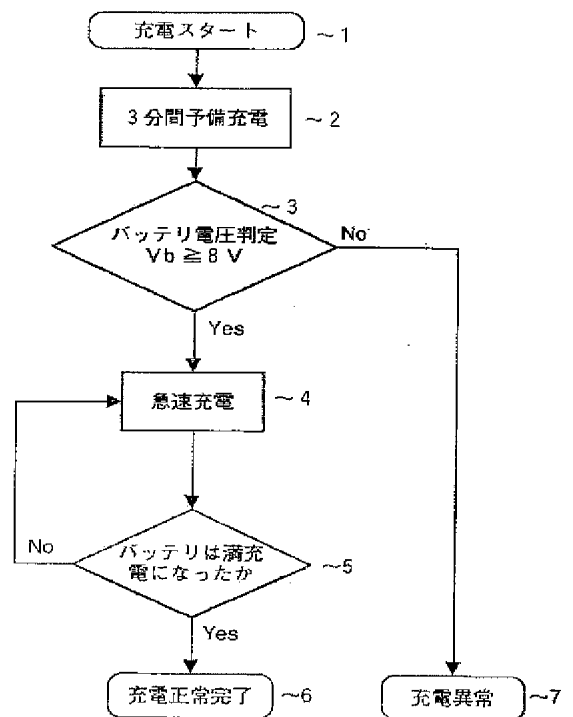 充電スタート ～1
3分間予備充電 ～2
～3
バッテリ電圧判定
Vb ≧ 8 V
No
Yes
急速充電 ～4
バッテリは満充
電になったか
～5
No
Yes
充電正常完了 ～6
充電異常 ～7